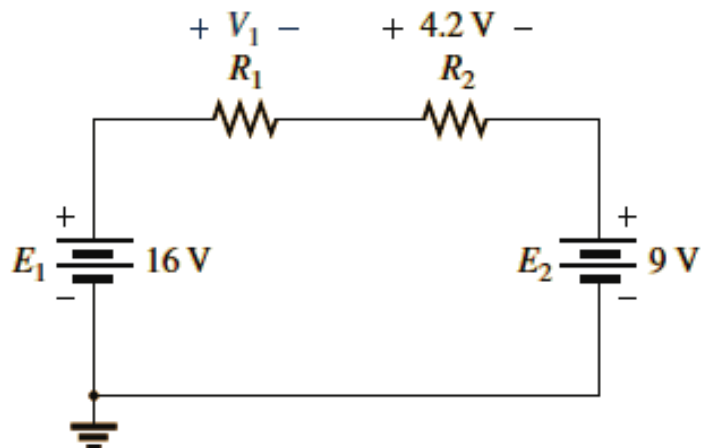 + V₁ − + 4.2 V −
R₁ R₂
+ +
E₁ 16 V E₂ 9 V
− −